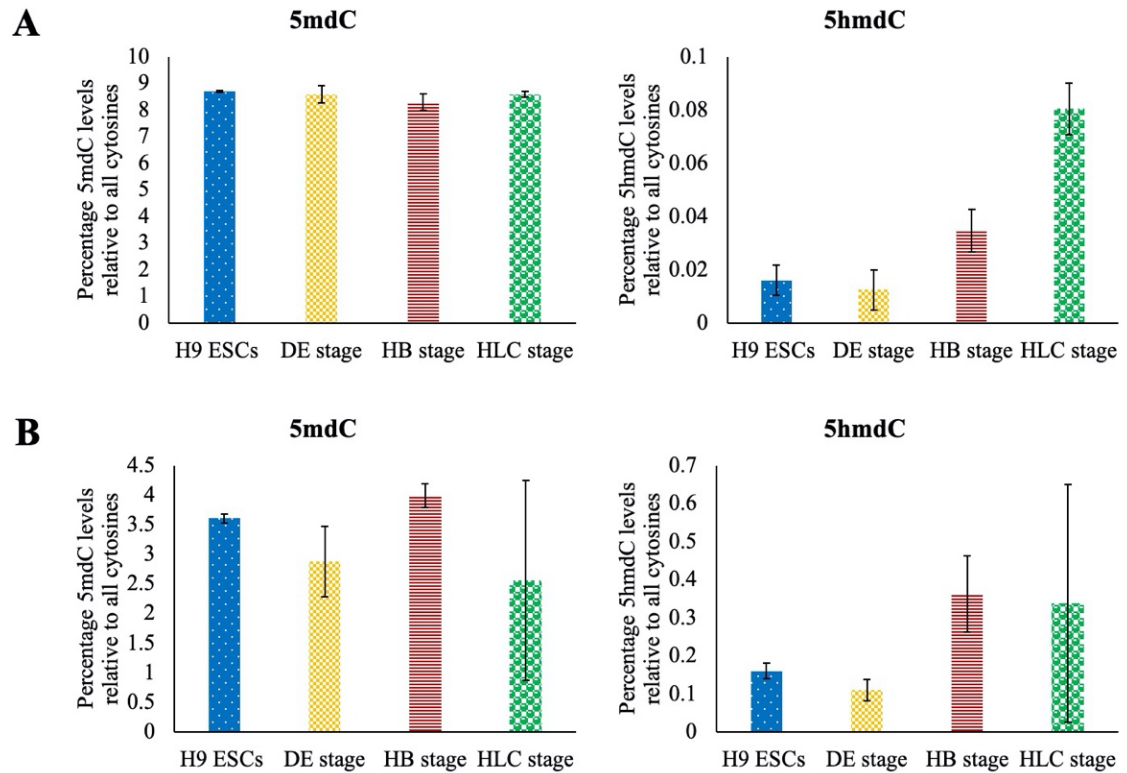 A
5mdC
Percentage 5mdC levels
relative to all cytosines
10
9
8
7
6
5
4
3
2
1
0
H9 ESCs DE stage HB stage HLC stage
5hmdC
Percentage 5hmdC levels
relative to all cytosines
0.1
0.08
0.06
0.04
0.02
0
H9 ESCs DE stage HB stage HLC stage
B
5mdC
Percentage 5mdC levels
relative to all cytosines
4.5
4
3.5
3
2.5
2
1.5
1
0.5
0
H9 ESCs DE stage HB stage HLC stage
5hmdC
Percentage 5hmdC levels
relative to all cytosines
0.7
0.6
0.5
0.4
0.3
0.2
0.1
0
H9 ESCs DE stage HB stage HLC stage